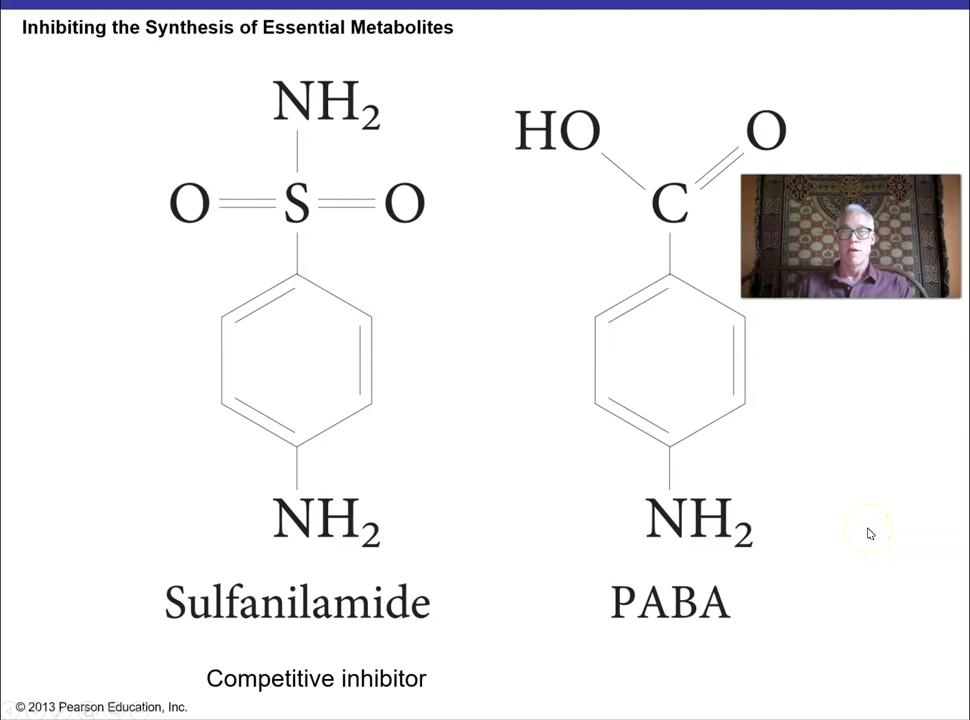 Inhibiting the Synthesis of Essential Metabolites
NH₂
O S O
NH₂
Sulfanilamide
HO O
C
NH₂
PABA
Competitive inhibitor
© 2013 Pearson Education, Inc.